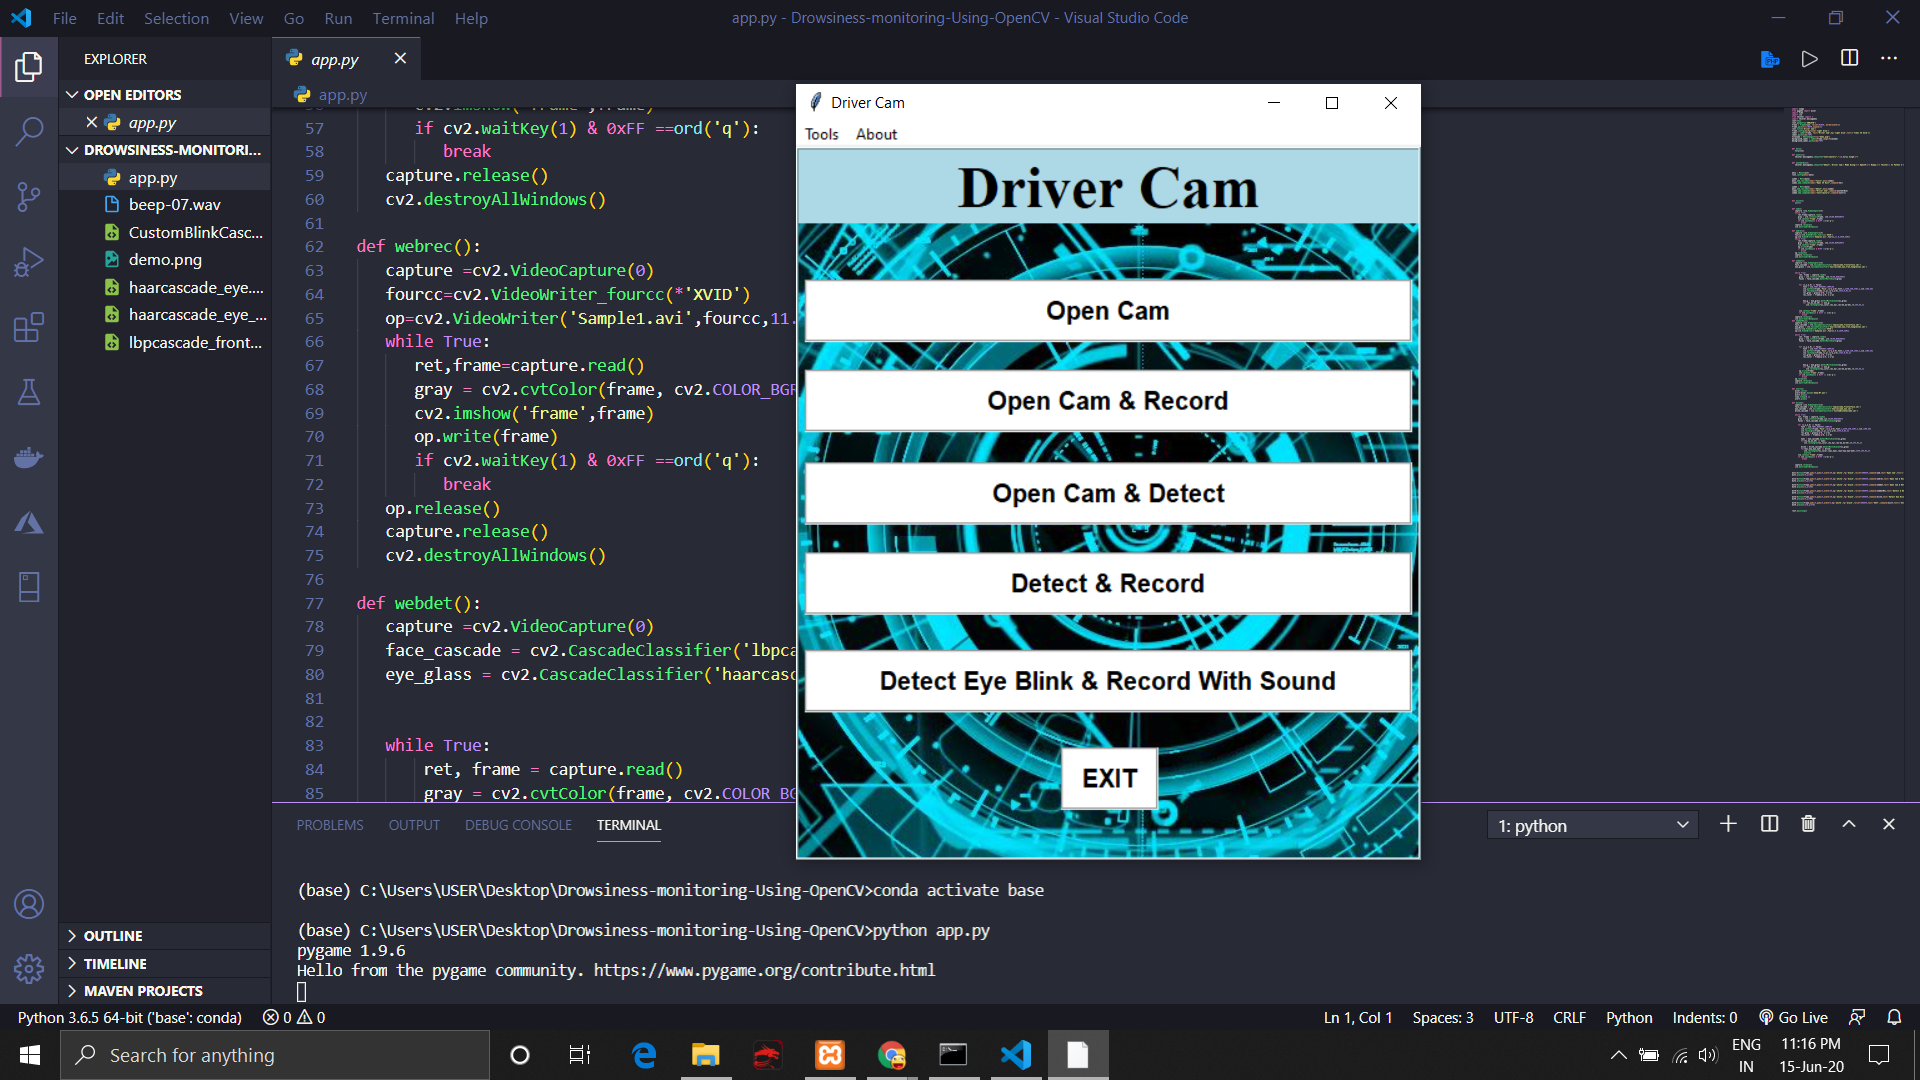 File Edit Selection View Go Run Terminal Help
app.py - Drowsiness-monitoring-Using-OpenCV - Visual Studio Code
EXPLORER
OPEN EDITORS
app.py
DROWSINESS-MONITORI...
app.py
beep-07.wav
CustomBlinkCasc...
demo.png
haarcascade_eye....
haarcascade_eye_...
lbpcascade_front...
OUTLINE
TIMELINE
MAVEN PROJECTS
app.py
app.py
57 if cv2.waitKey(1) & 0xFF ==ord('q'):
58 break
59 capture.release()
60 cv2.destroyAllWindows()
61
62 def webrec():
63 capture =cv2.VideoCapture(0)
64 fourcc=cv2.VideoWriter_fourcc(*'XVID')
65 op=cv2.VideoWriter('Sample1.avi',fourcc,11.
66 while True:
67 ret,frame=capture.read()
68 gray = cv2.cvtColor(frame, cv2.COLOR_BGR
69 cv2.imshow('frame',frame)
70 op.write(frame)
71 if cv2.waitKey(1) & 0xFF ==ord('q'):
72 break
73 op.release()
74 capture.release()
75 cv2.destroyAllWindows()
76
77 def webdet():
78 capture =cv2.VideoCapture(0)
79 face_cascade = cv2.CascadeClassifier('lbpca
80 eye_glass = cv2.CascadeClassifier('haarcasc
81
82
83 while True:
84 ret, frame = capture.read()
85 gray = cv2.cvtColor(frame, cv2.COLOR_BG
Driver Cam
Tools About
Driver Cam
Open Cam
Open Cam & Record
Open Cam & Detect
Detect & Record
Detect Eye Blink & Record With Sound
EXIT
PROBLEMS OUTPUT DEBUG CONSOLE TERMINAL
1: python
(base) C:\Users\USER\Desktop\Drowsiness-monitoring-Using-OpenCV>conda activate base
(base) C:\Users\USER\Desktop\Drowsiness-monitoring-Using-OpenCV>python app.py
pygame 1.9.6
Hello from the pygame community. https://www.pygame.org/contribute.html
Python 3.6.5 64-bit ('base': conda) 0 0
Ln 1, Col 1 Spaces: 3 UTF-8 CRLF Python Indents: 0 Go Live
Search for anything
ENG
IN
11:16 PM
15-Jun-20